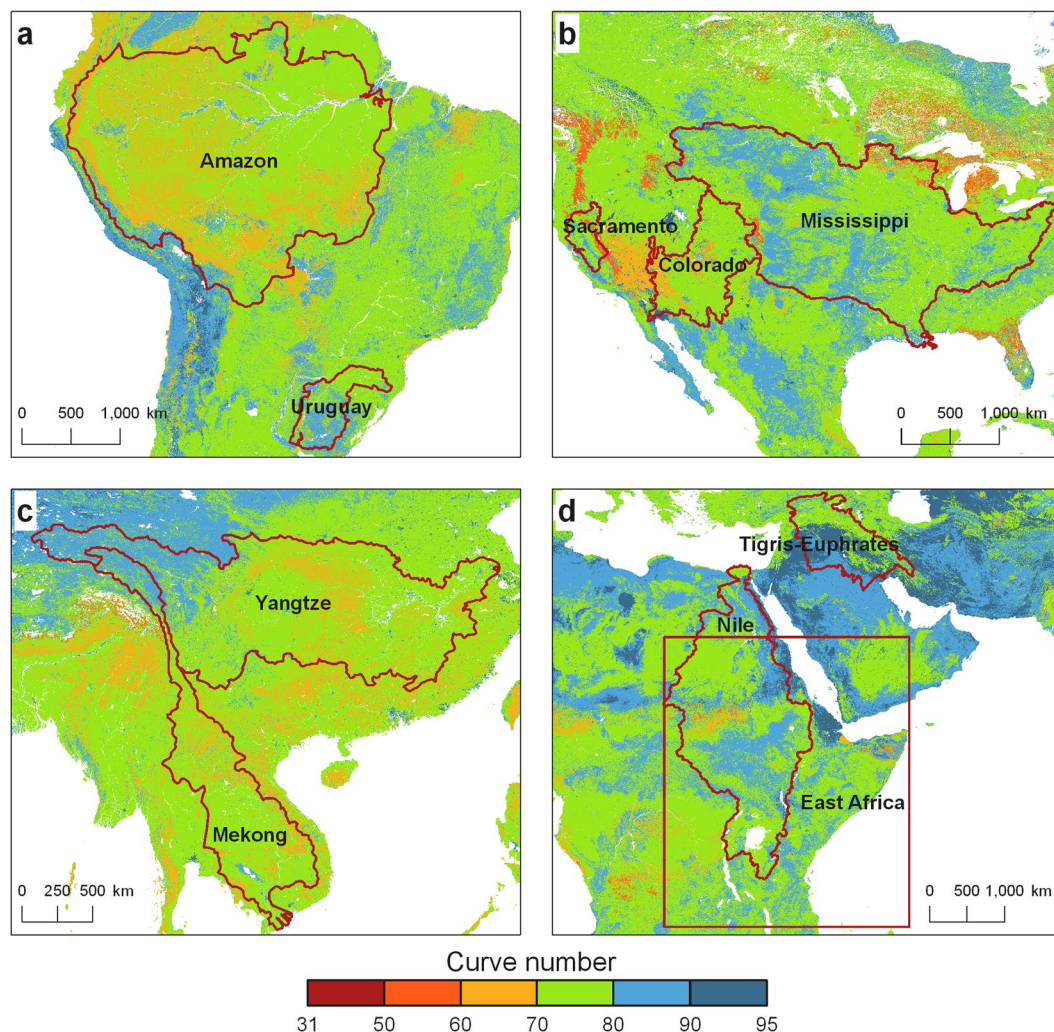 a
Amazon
Uruguay
0 500 1,000 km
b
Sacramento
Colorado
Mississippi
0 500 1,000 km
c
Yangtze
Mekong
0 250 500 km
d
Tigris-Euphrates
Nile
East Africa
0 500 1,000 km
Curve number
31 50 60 70 80 90 95